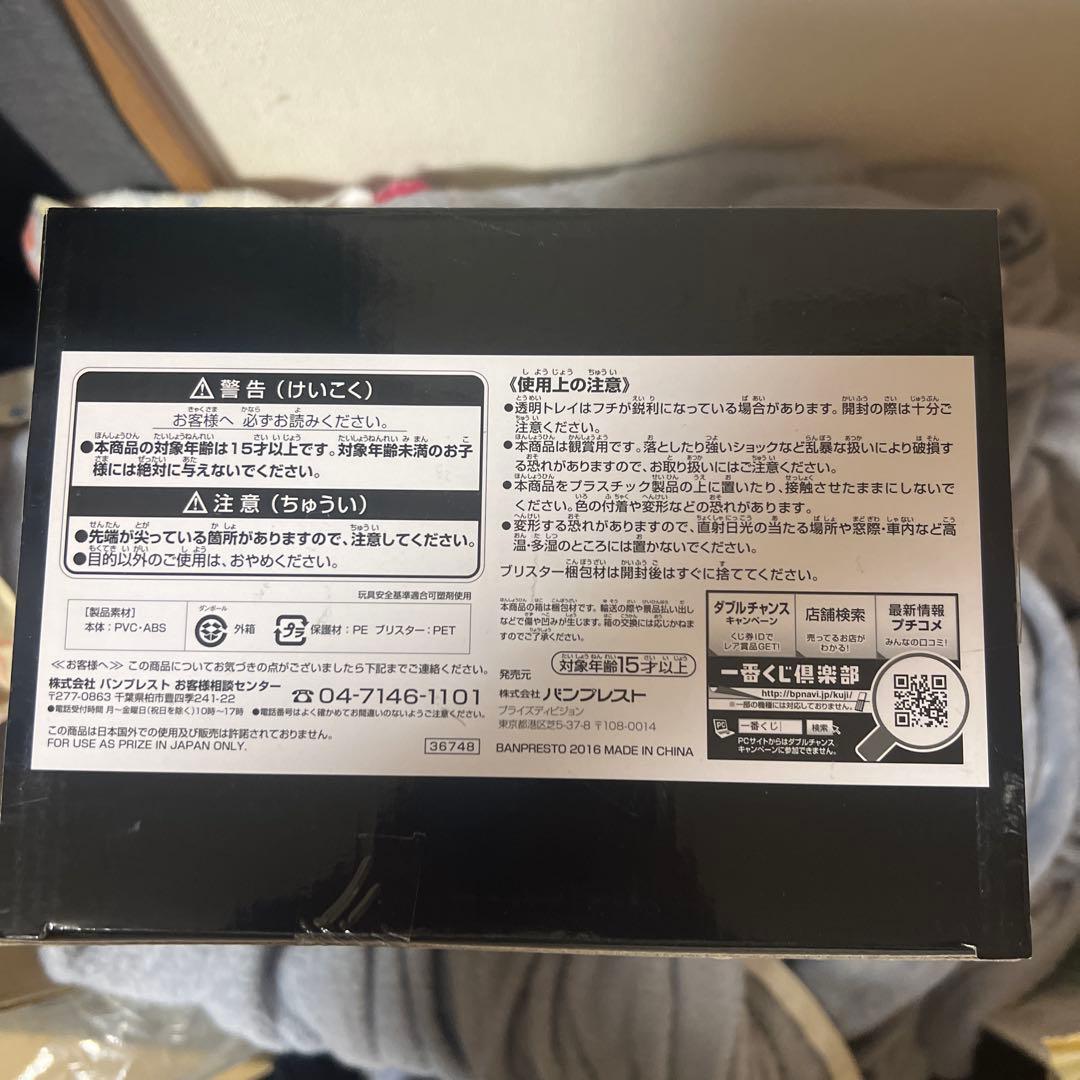 ⚠警告(けいこく)
お客様へ 必ずお読みください。
●本商品の対象年齢は15才以上です。対象年齢未満のお子
様には絶対に与えないでください。
⚠注意(ちゅうい)
●先端が尖っている箇所がありますので、注意してください。
●目的以外のご使用は、おやめください。
玩具安全基準適合可塑剤使用
【製品素材】
本体:PVC・ABS
ダンボール
外箱
プラ
保護材:PE ブリスター:PET
≪お客様へ≫ この商品についてお気づきの点がございましたら下記までご連絡ください。
株式会社 バンプレスト お客様相談センター
〒277-0863 千葉県柏市豊四季241-22
☎04-7146-1101
●電話受付時間 月~金曜日(祝日を除く)10時~17時 ●電話番号はよく確かめてお間違いのないようご注意ください。
この商品は日本国外での使用及び販売は許諾されておりません。
FOR USE AS PRIZE IN JAPAN ONLY.
36748
《使用上の注意》
●透明トレイはフチが鋭利になっている場合があります。開封の際は十分ご
注意ください。
●本商品は観賞用です。落としたり強いショックなど乱暴な扱いにより破損す
る恐れがありますので、お取り扱いにはご注意ください。
●本商品をプラスチック製品の上に置いたり、接触させたままにしないで
ください。色の付着や変形などの恐れがあります。
●変形する恐れがありますので、直射日光の当たる場所や窓際・車内など高
温・多湿のところには置かないでください。
ブリスター梱包材は開封後はすぐに捨ててください。
本商品の箱は梱包材です。輸送の際や景品払い出し
などで傷や凹みが生じます。箱の交換には応じかねま
すのでご了承ください。
対象年齢15才以上
発売元
株式会社 バンプレスト
プライズディビジョン
東京都港区芝5-37-8 〒108-0014
BANPRESTO 2016 MADE IN CHINA
ダブルチャンス
キャンペーン
くじ券IDで
レア賞品GET!
店舗検索
売ってるお店が
わかる!
最新情報
プチコメ
みんなの口コミ!
一番くじ倶楽部
http://bpnavi.jp/kuji/
※一部の機種には対応しておりません。
PC
一番くじ
検索
PCサイトからはダブルチャンス
キャンペーンに参加できません。